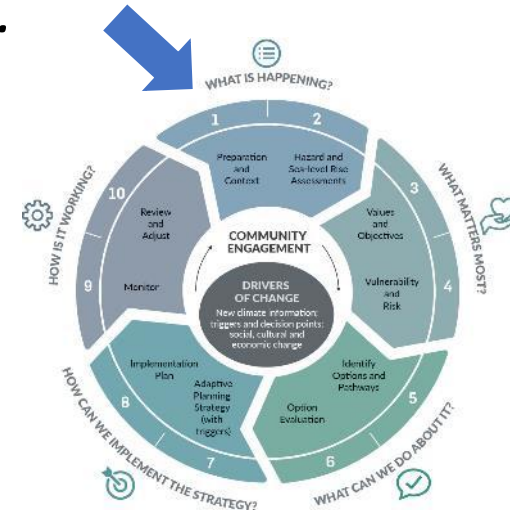 WHAT IS HAPPENING?
1
2
Preparation
and
Context
Hazard and
Sea-level Rise
Assessments
WHAT MATTERS MOST?
3
4
Values
and
Objectives
Vulnerability
and
Risk
WHAT CAN WE DO ABOUT IT?
5
6
Identify
Options and
Pathways
Option
Evaluation
HOW CAN WE IMPLEMENT THE STRATEGY?
7
8
Adaptive
Planning
Strategy
(with
triggers)
Implementation
Plan
HOW IS IT WORKING?
9
10
Monitor
Review
and
Adjust
COMMUNITY
ENGAGEMENT
DRIVERS
OF CHANGE
New climate information;
triggers and decision points;
social, cultural and
economic change